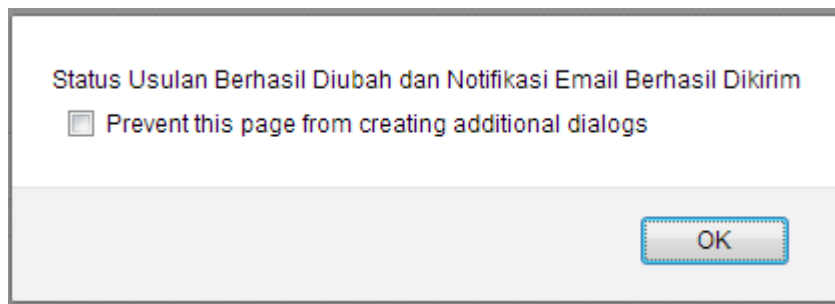 Status Usulan Berhasil Diubah dan Notifikasi Email Berhasil Dikirim
Prevent this page from creating additional dialogs
OK